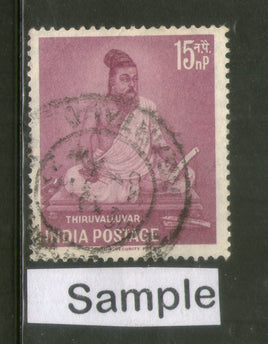 15 न.पै.
nP
THIRUVALLUVAR
INDIA POSTAGE
Sample